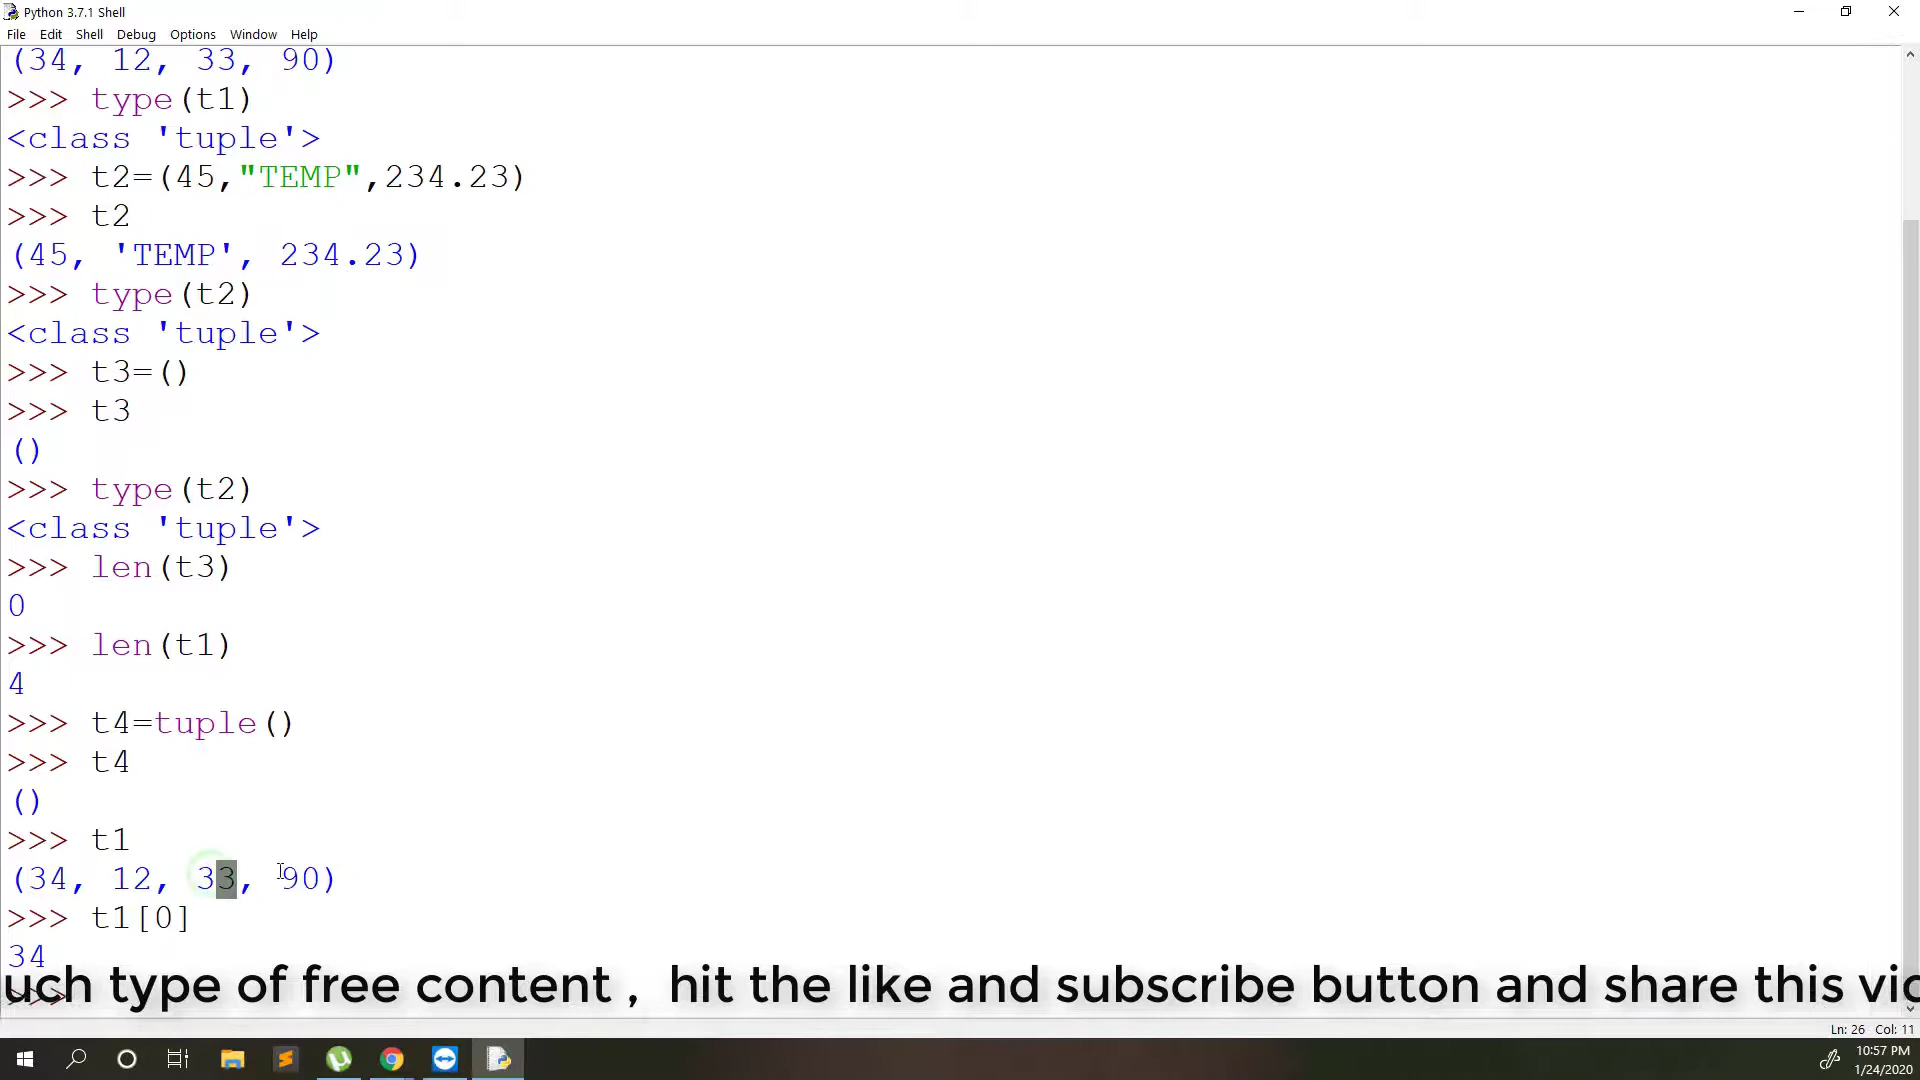 Python 3.7.1 Shell
File Edit Shell Debug Options Window Help
(34, 12, 33, 90)
>>> type(t1)
<class 'tuple'>
>>> t2=(45,"TEMP",234.23)
>>> t2
(45, 'TEMP', 234.23)
>>> type(t2)
<class 'tuple'>
>>> t3=()
>>> t3
()
>>> type(t2)
<class 'tuple'>
>>> len(t3)
0
>>> len(t1)
4
>>> t4=tuple()
>>> t4
()
>>> t1
(34, 12, 33, 90)
>>> t1[0]
34
>>>
uch type of free content , hit the like and subscribe button and share this vid
Ln: 26 Col: 11
10:57 PM
1/24/2020